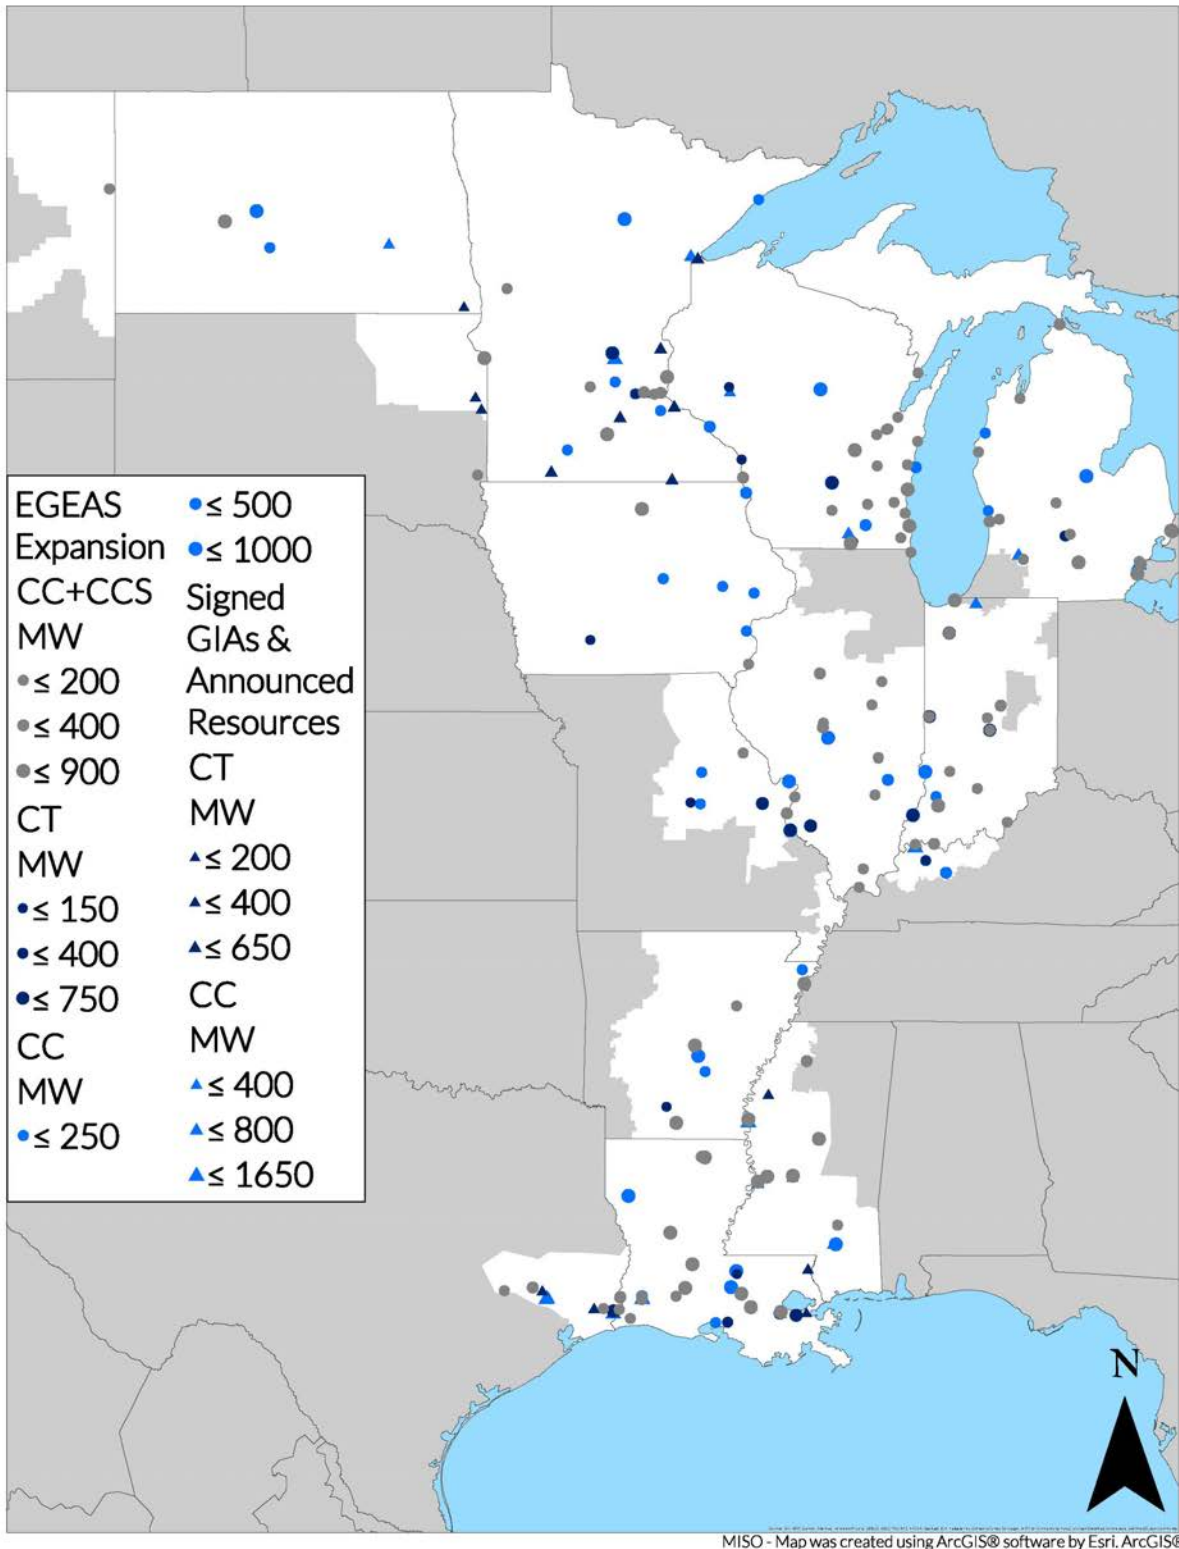 EGEAS
Expansion
CC+CCS
MW
≤ 200
≤ 400
≤ 900
CT
MW
≤ 150
≤ 400
≤ 750
CC
MW
≤ 250
≤ 500
≤ 1000
Signed
GIAs &
Announced
Resources
CT
MW
≤ 200
≤ 400
≤ 650
CC
MW
≤ 400
≤ 800
≤ 1650
N
MISO - Map was created using ArcGIS® software by Esri. ArcGIS®